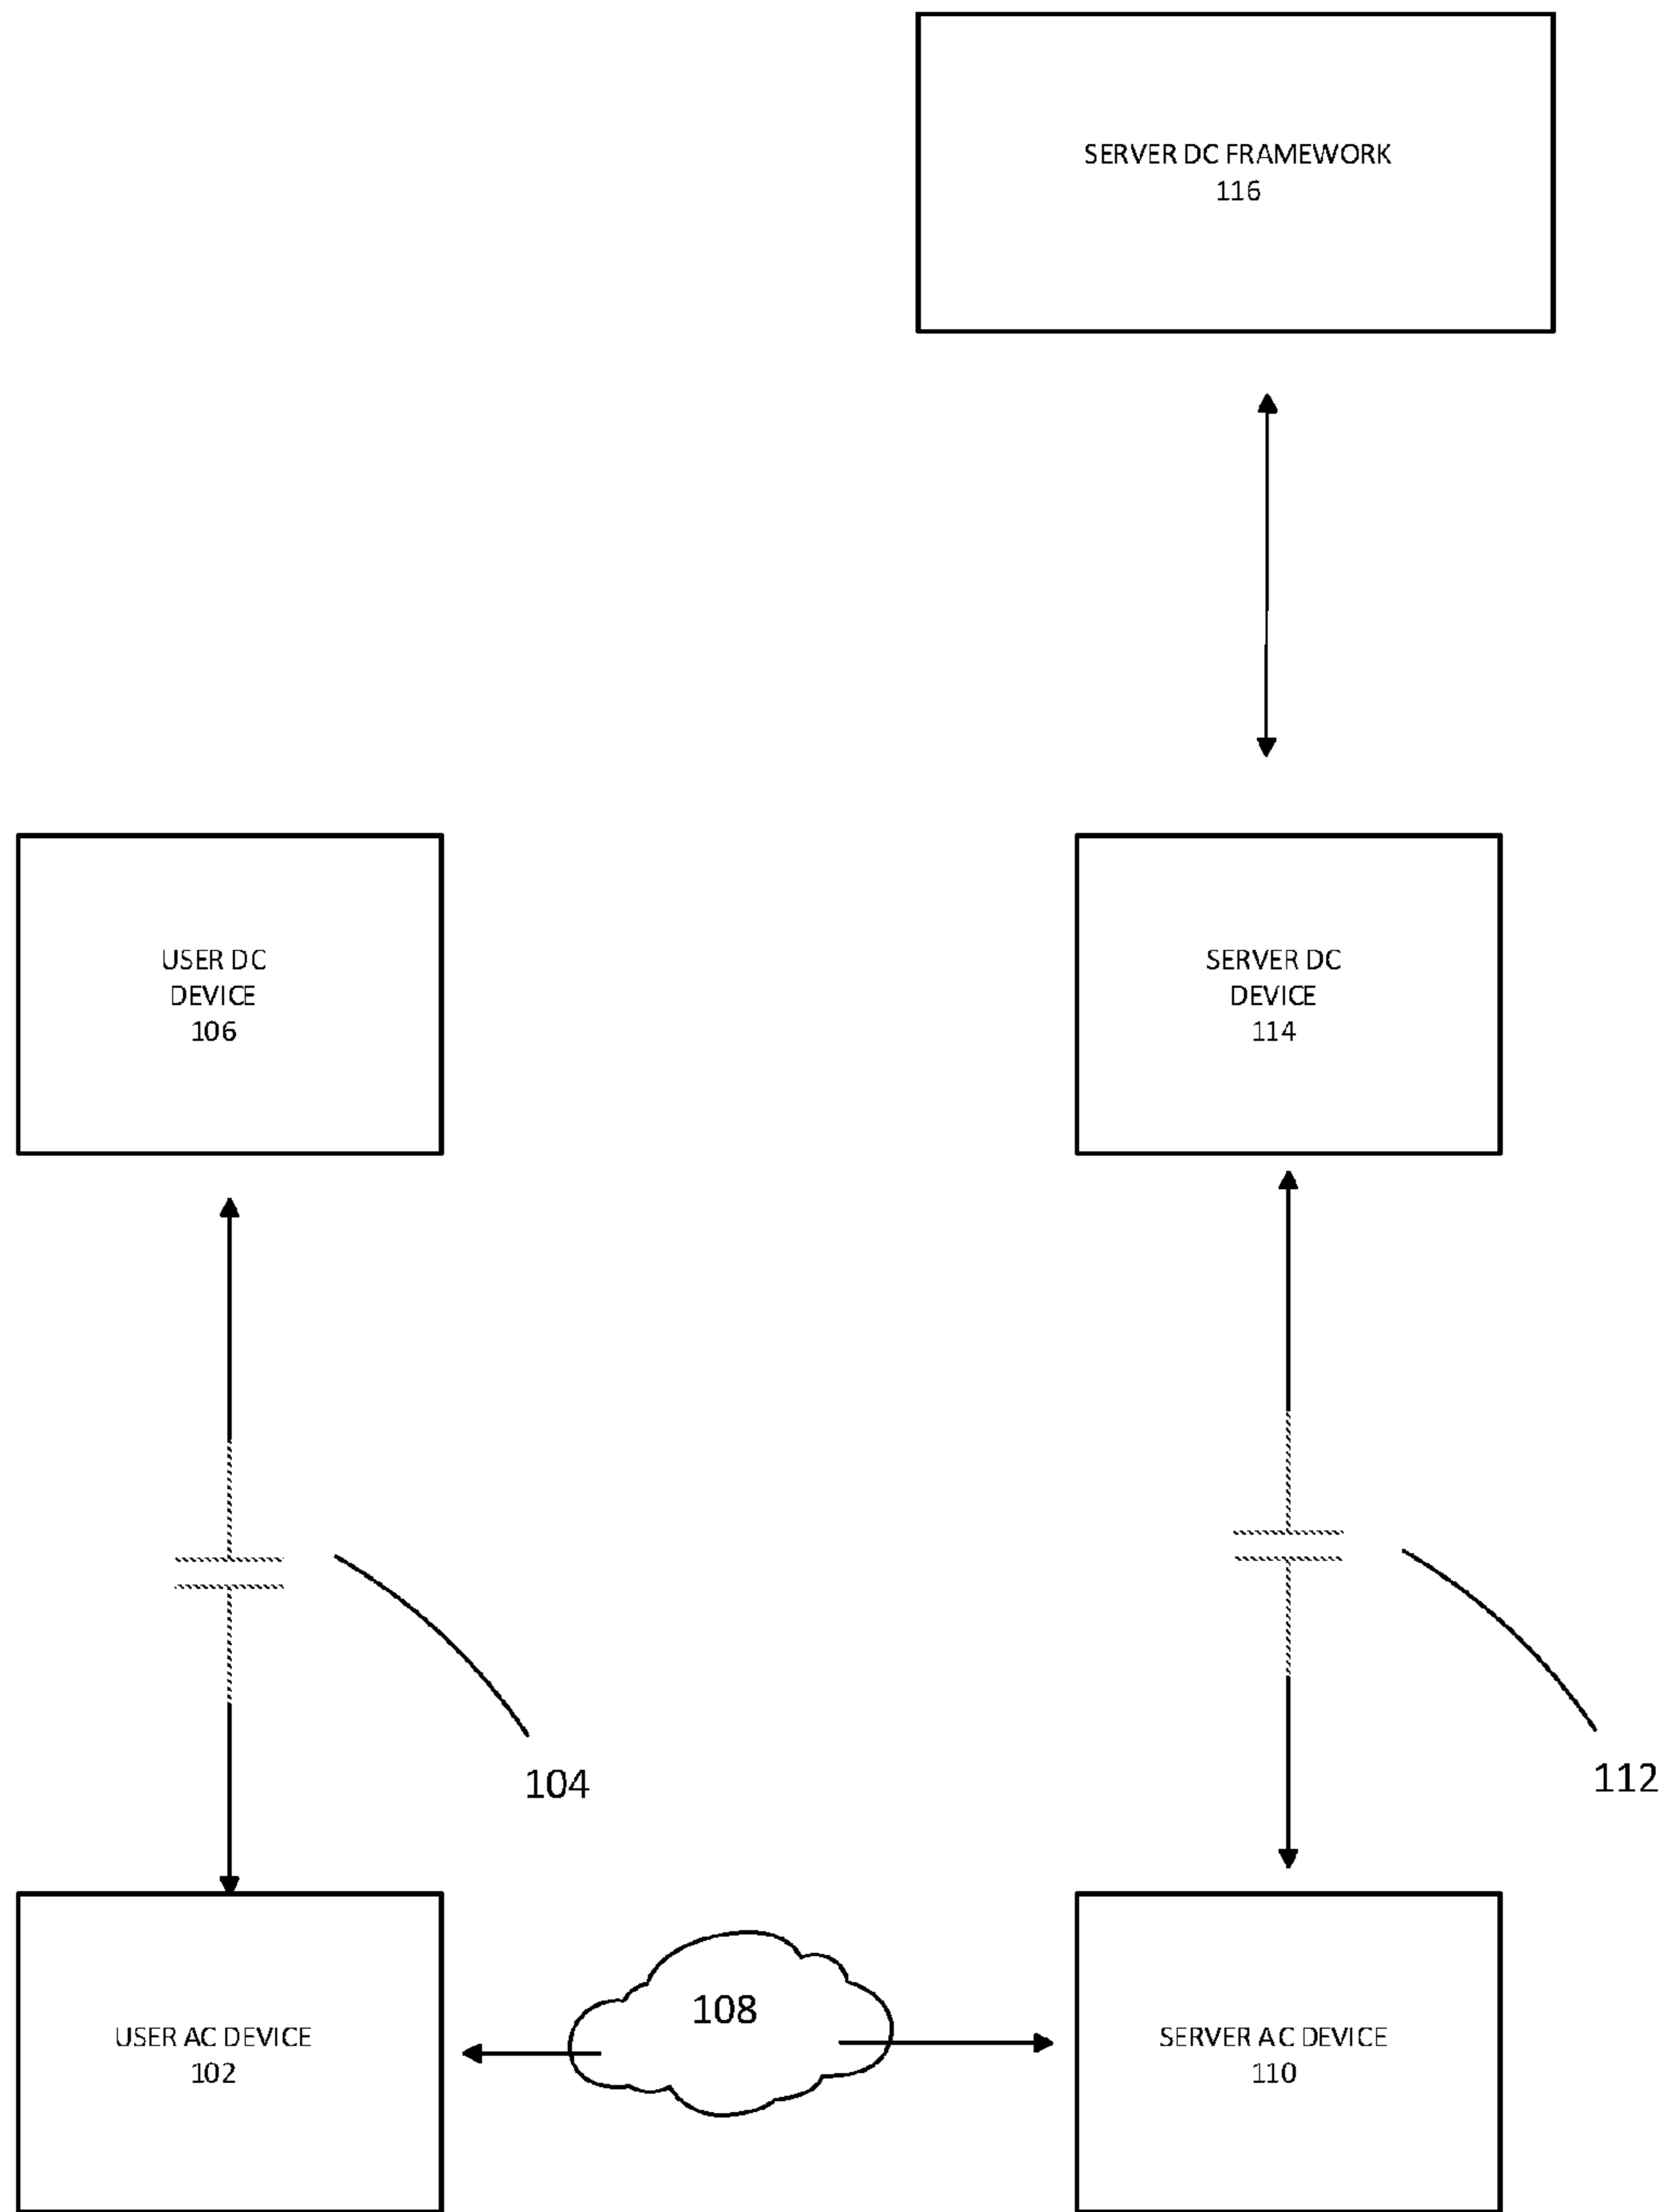 SERVER DC FRAMEWORK
116
USER DC
DEVICE
106
SERVER DC
DEVICE
114
104
112
108
USER AC DEVICE
102
SERVER AC DEVICE
110